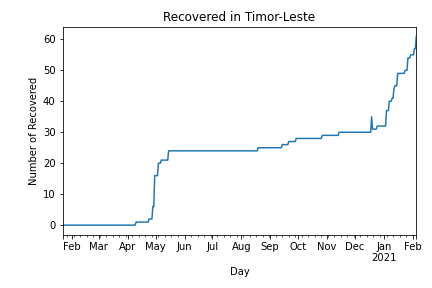 Recovered in Timor-Leste
Number of Recovered
60
50
40
30
20
10
0
Feb Mar Apr May Jun Jul Aug Sep Oct Nov Dec Jan Feb
2021
Day